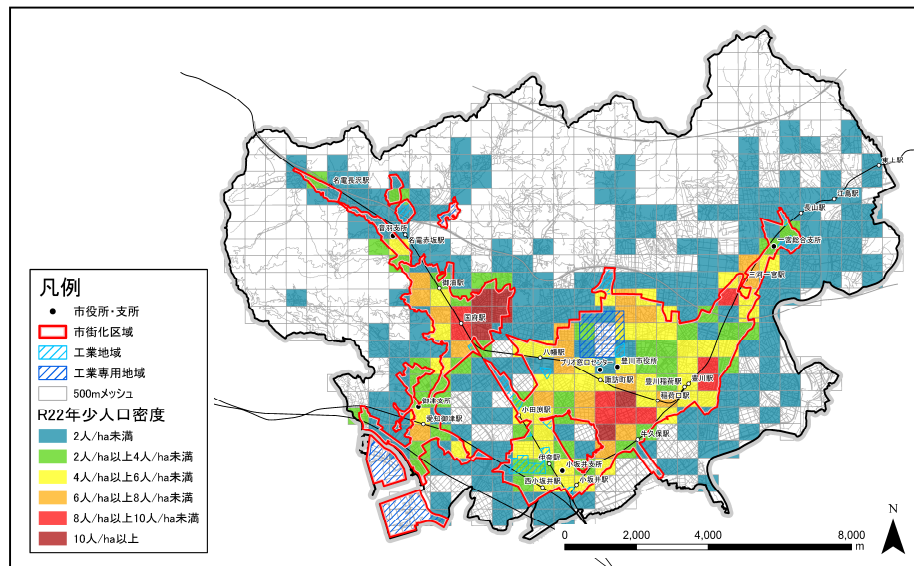 東上駅
江島駅
長山駅
名電長沢駅
音羽支所
名電赤坂駅
一宮総合支所
三河一宮駅
御油駅
国府駅
八幡駅
プリオ窓口センター
豊川市役所
諏訪町駅
豊川稲荷駅
豊川駅
稲荷口駅
御津支所
愛知御津駅
小田渕駅
牛久保駅
伊奈駅
小坂井支所
西小坂井駅
小坂井駅
凡例
市役所・支所
市街化区域
工業地域
工業専用地域
500mメッシュ
R22年少人口密度
2人/ha未満
2人/ha以上4人/ha未満
4人/ha以上6人/ha未満
6人/ha以上8人/ha未満
8人/ha以上10人/ha未満
10人/ha以上
N
0 2,000 4,000 8,000
m